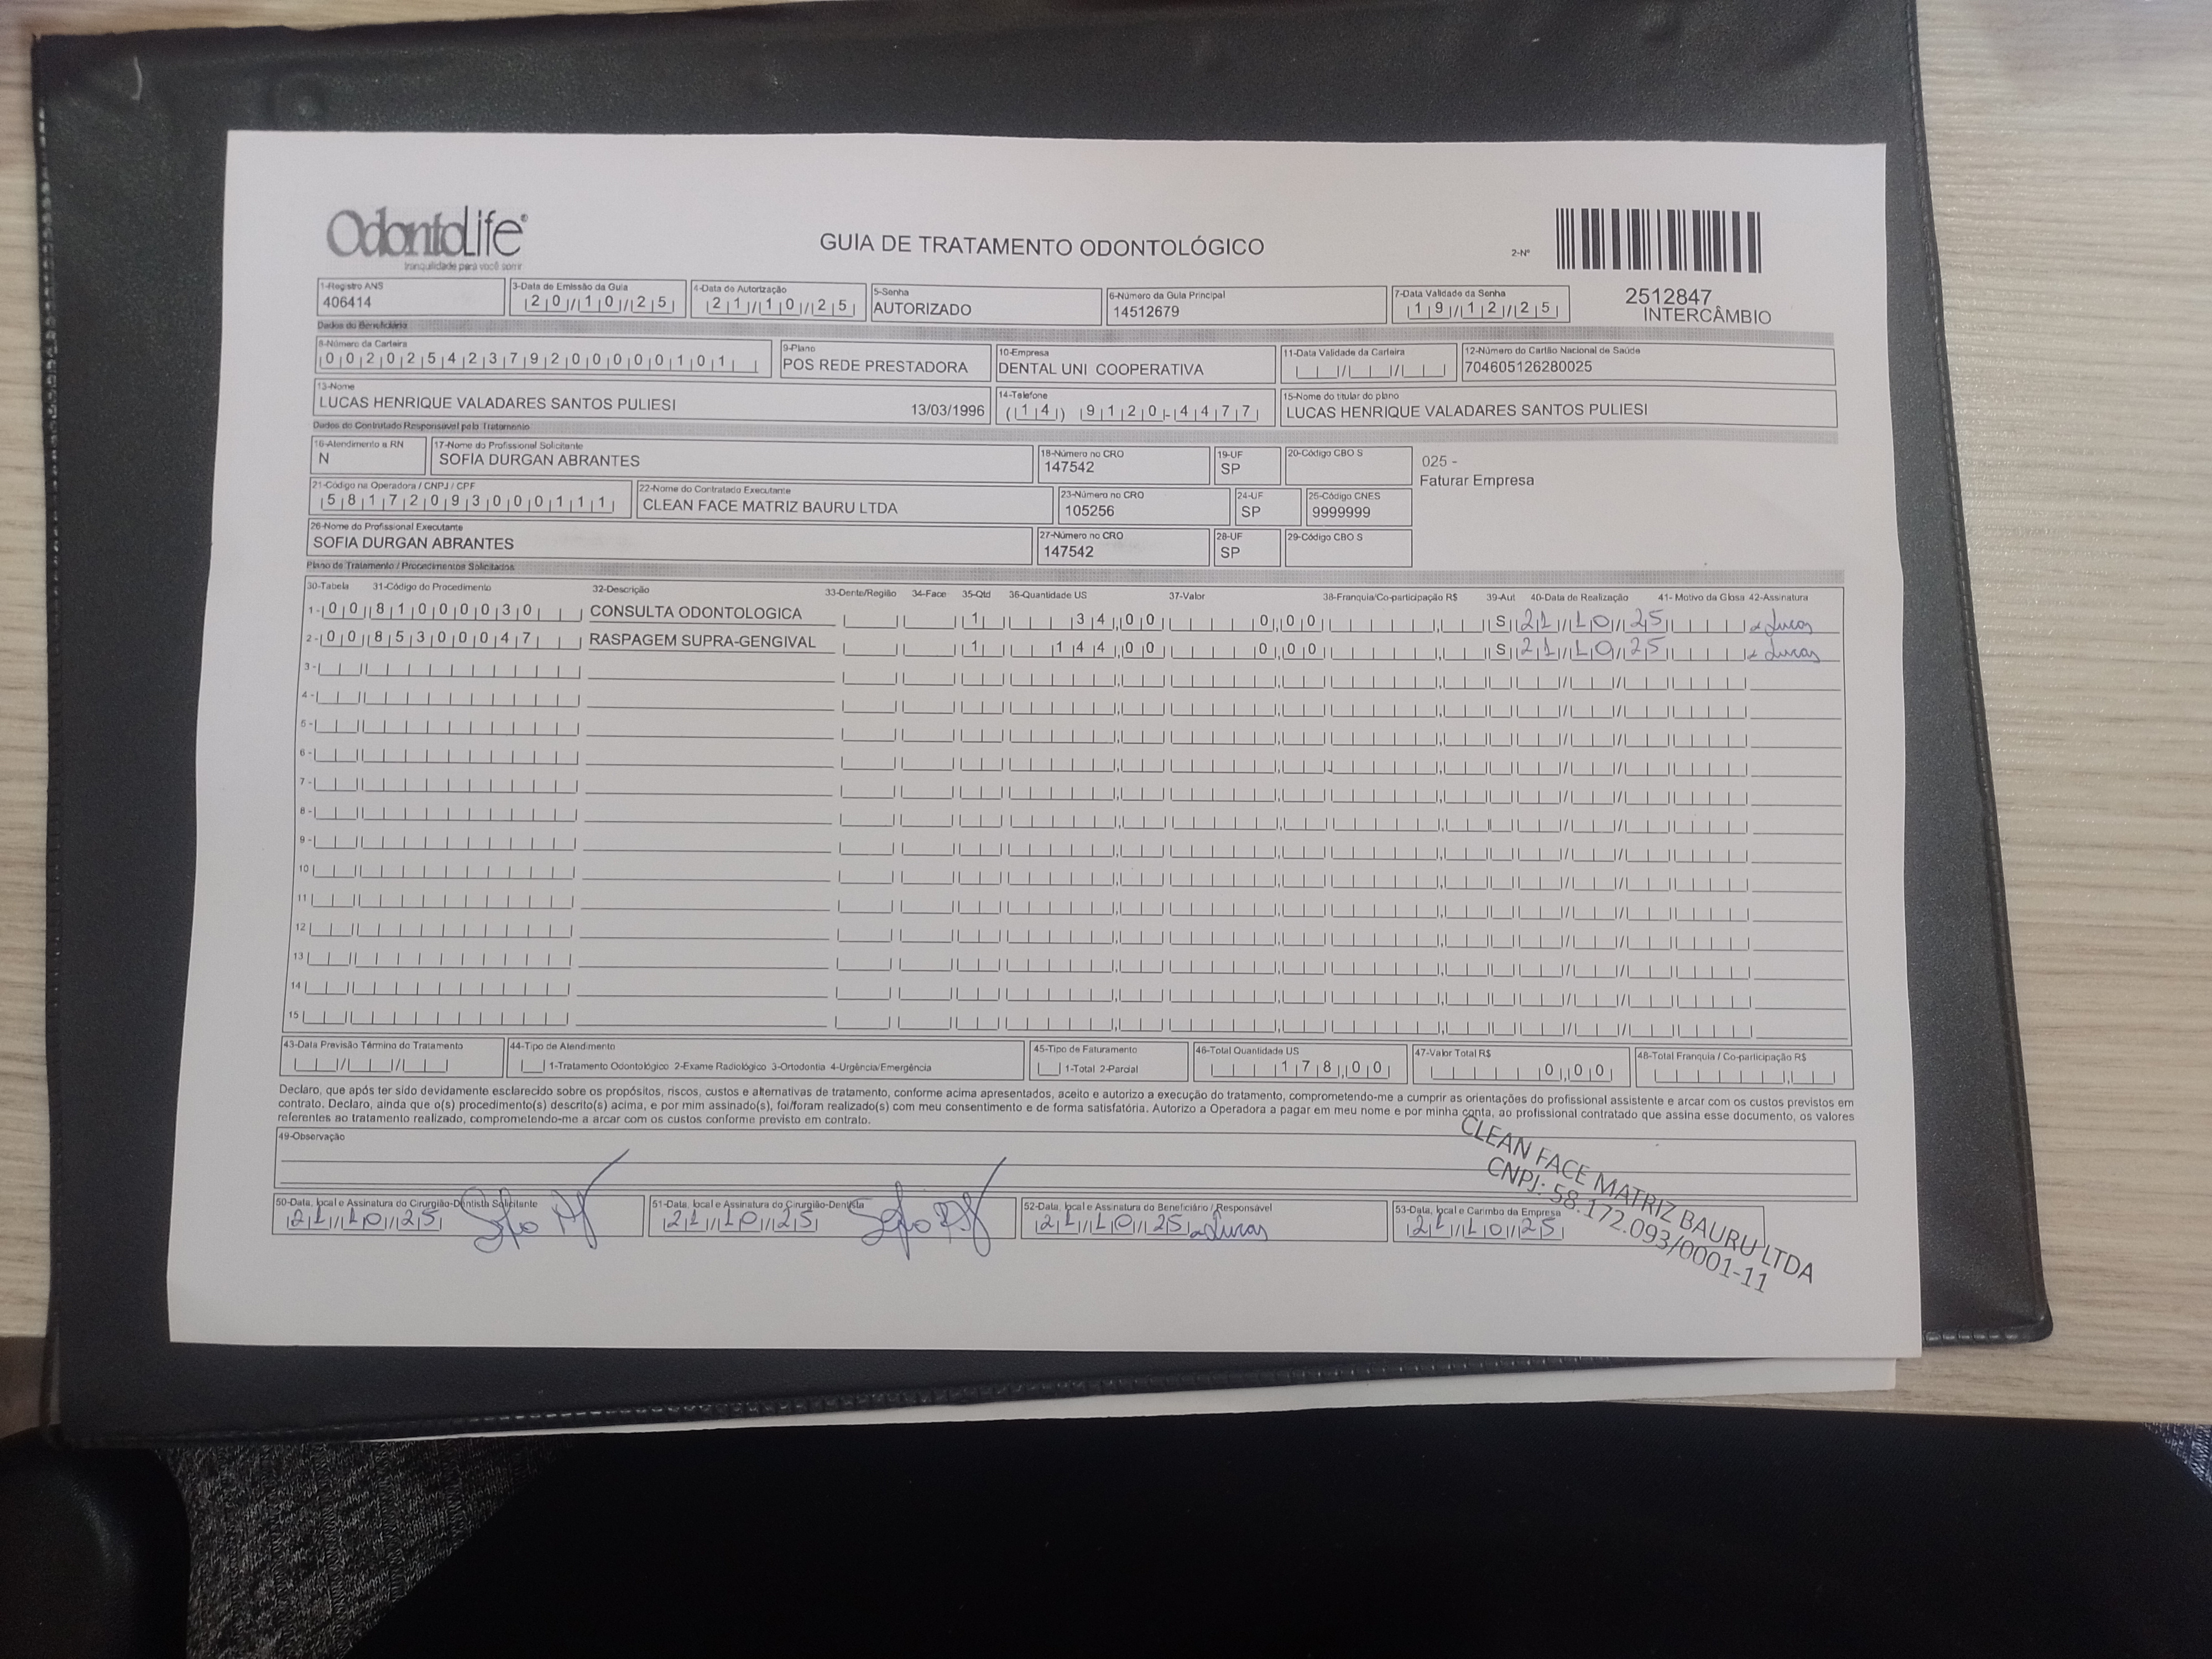 OdontoLife®
tranquilidade para você sorrir
GUIA DE TRATAMENTO ODONTOLÓGICO
2-Nº
2512847
INTERCÂMBIO
1-Registro ANS
406414
3-Data de Emissão da Guia
20/10/25
4-Data de Autorização
21/10/25
5-Senha
AUTORIZADO
6-Número da Guia Principal
14512679
7-Data Validade da Senha
19/12/25
Dados do Beneficiário
8-Número da Carteira
00202542379200000101
9-Plano
POS REDE PRESTADORA
10-Empresa
DENTAL UNI COOPERATIVA
11-Data Validade da Carteira
12-Número do Cartão Nacional de Saúde
704605126280025
13-Nome
LUCAS HENRIQUE VALADARES SANTOS PULIESI 13/03/1996
14-Telefone
(14) 9120-4477
15-Nome do titular do plano
LUCAS HENRIQUE VALADARES SANTOS PULIESI
Dados do Contratado Responsável pelo Tratamento
16-Atendimento a RN
N
17-Nome do Profissional Solicitante
SOFIA DURGAN ABRANTES
18-Número no CRO
147542
19-UF
SP
20-Código CBO S
025 -
Faturar Empresa
21-Código na Operadora / CNPJ / CPF
58172093000111
22-Nome do Contratado Executante
CLEAN FACE MATRIZ BAURU LTDA
23-Número no CRO
105256
24-UF
SP
25-Código CNES
9999999
26-Nome do Profissional Executante
SOFIA DURGAN ABRANTES
27-Número no CRO
147542
28-UF
SP
29-Código CBO S
Plano de Tratamento / Procedimentos Solicitados
30-Tabela 31-Código do Procedimento 32-Descrição 33-Dente/Região 34-Face 35-Qtd 36-Quantidade US 37-Valor 38-Franquia/Co-participação R$ 39-Aut 40-Data de Realização 41- Motivo da Glosa 42-Assinatura
1- 00 81000030 CONSULTA ODONTOLOGICA 1 34,00 0,00 S 21/10/25 Lucas
2- 00 85300047 RASPAGEM SUPRA-GENGIVAL 1 144,00 0,00 S 21/10/25 Lucas
3-
4-
5-
6-
7-
8-
9-
10
11
12
13
14
15
43-Data Previsão Término do Tratamento
44-Tipo de Atendimento
1-Tratamento Odontológico 2-Exame Radiológico 3-Ortodontia 4-Urgência/Emergência
45-Tipo de Faturamento
1-Total 2-Parcial
46-Total Quantidade US
178,00
47-Valor Total R$
0,00
48-Total Franquia / Co-participação R$
Declaro, que após ter sido devidamente esclarecido sobre os propósitos, riscos, custos e alternativas de tratamento, conforme acima apresentados, aceito e autorizo a execução do tratamento, comprometendo-me a cumprir as orientações do profissional assistente e arcar com os custos previstos em
contrato. Declaro, ainda que o(s) procedimento(s) descrito(s) acima, e por mim assinado(s), foi/foram realizado(s) com meu consentimento e de forma satisfatória. Autorizo a Operadora a pagar em meu nome e por minha conta, ao profissional contratado que assina esse documento, os valores
referentes ao tratamento realizado, comprometendo-me a arcar com os custos conforme previsto em contrato.
49-Observação
50-Data, local e Assinatura do Cirurgião-Dentista Solicitante
21/10/25
51-Data, local e Assinatura do Cirurgião-Dentista
21/10/25
52-Data, local e Assinatura do Beneficiário / Responsável
21/10/25 Lucas
53-Data, local e Carimbo da Empresa
21/10/25
CLEAN FACE MATRIZ BAURU LTDA
CNPJ: 58.172.093/0001-11